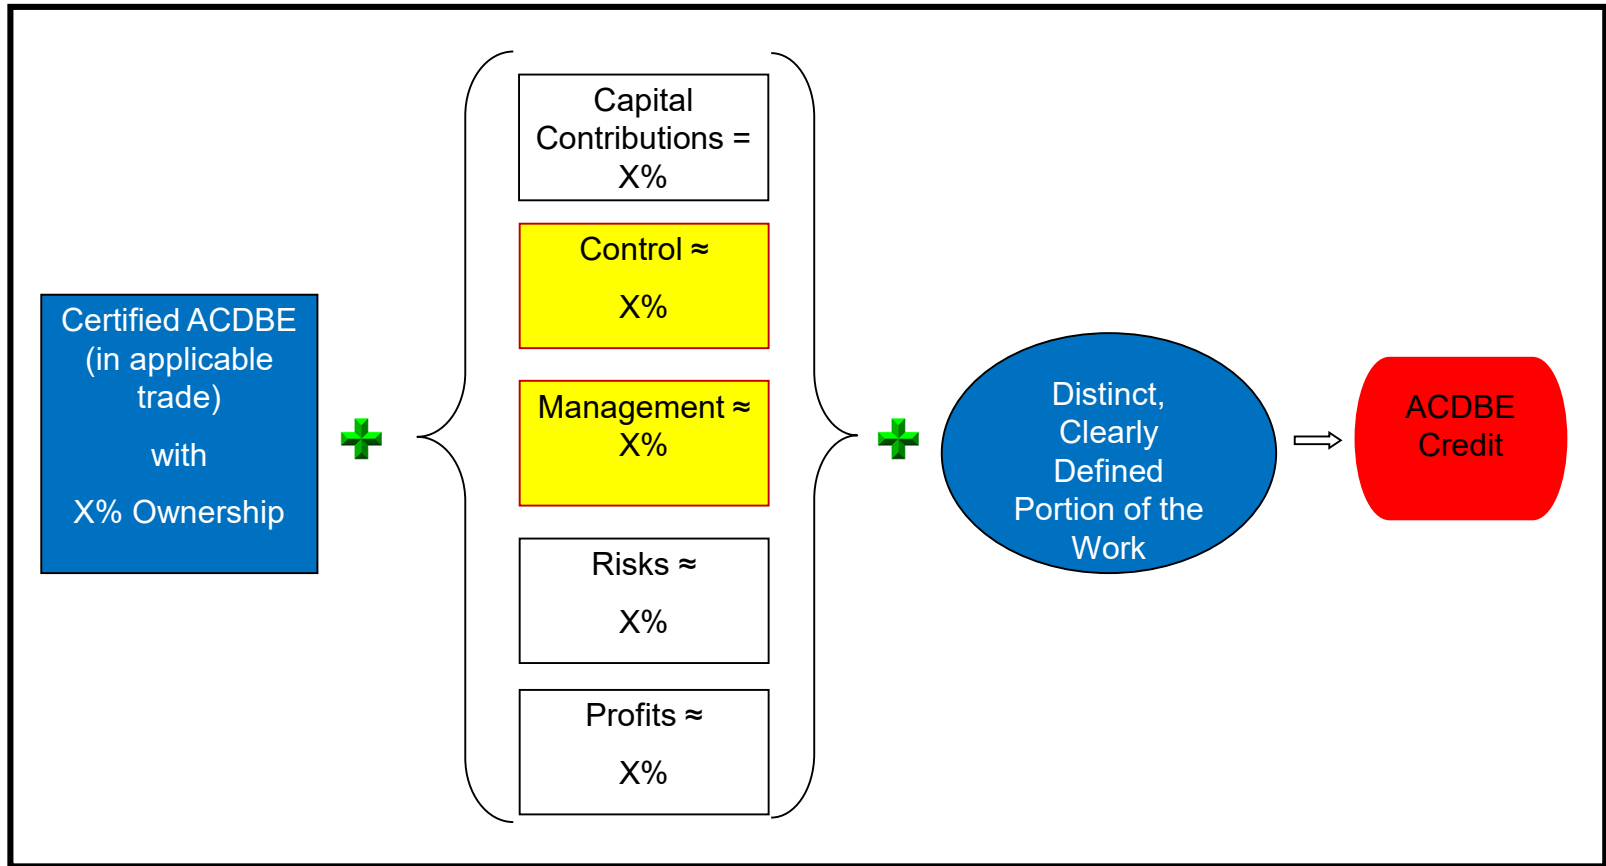 Certified ACDBE
(in applicable
trade)
with
X% Ownership
Capital
Contributions =
X%
Control ≈
X%
Management ≈
X%
Risks ≈
X%
Profits ≈
X%
Distinct,
Clearly
Defined
Portion of the
Work
ACDBE
Credit